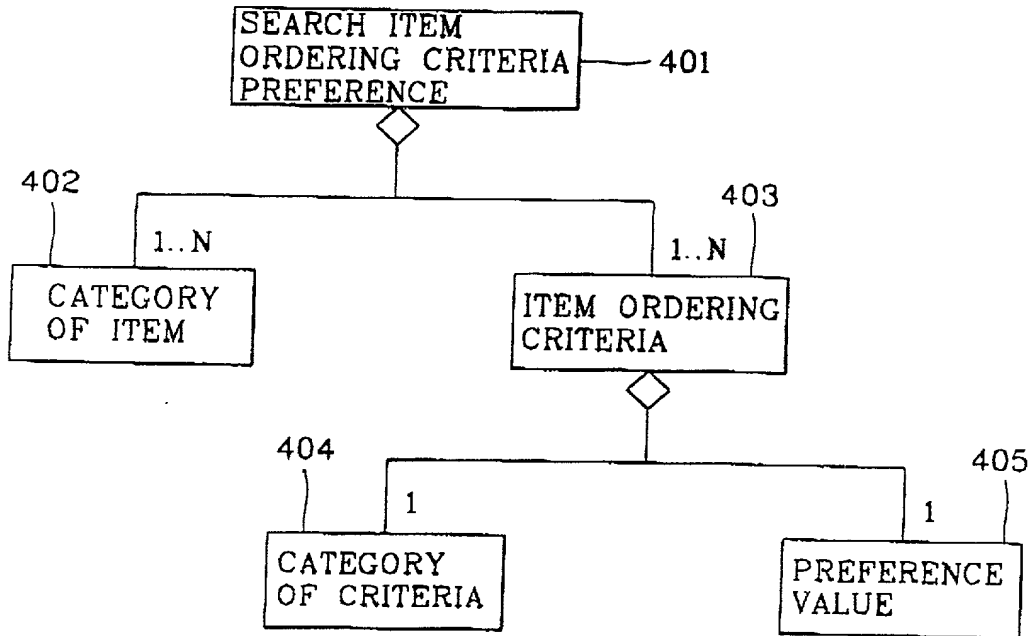 SEARCH ITEM
ORDERING CRITERIA
PREFERENCE
401
402
403
1..N
1..N
CATEGORY
OF ITEM
ITEM ORDERING
CRITERIA
404
405
1
1
CATEGORY
OF CRITERIA
PREFERENCE
VALUE